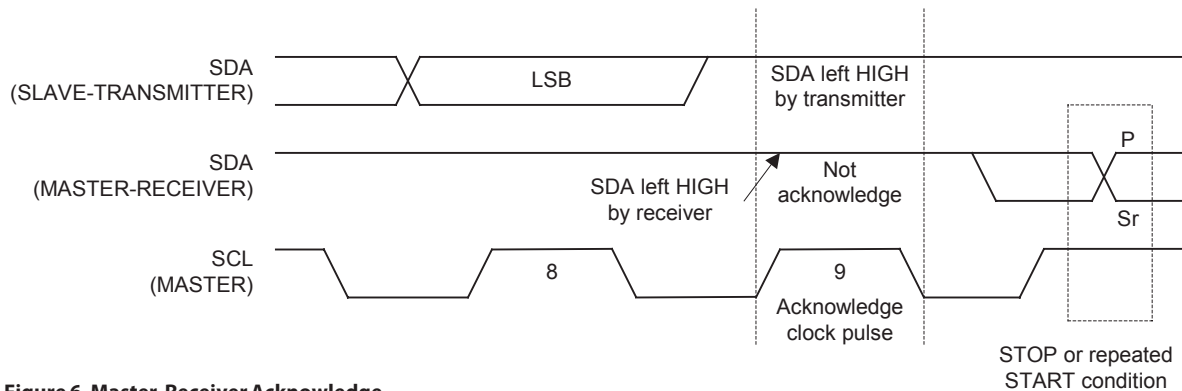 SDA
(SLAVE-TRANSMITTER)
LSB
SDA left HIGH
by transmitter
SDA
(MASTER-RECEIVER)
SDA left HIGH
by receiver
Not
acknowledge
P
Sr
SCL
(MASTER)
8
9
Acknowledge
clock pulse
STOP or repeated
START condition
Figure 6. Master-Receiver Acknowledge